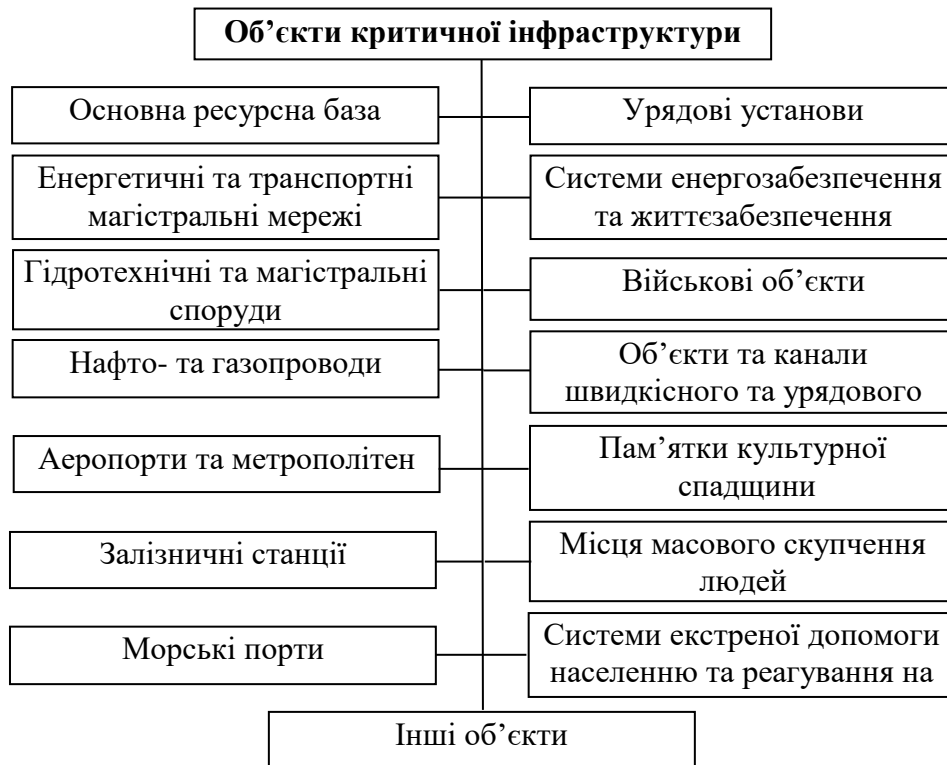 Об’єкти критичної інфраструктури
Основна ресурсна база
Урядові установи
Енергетичні та транспортні
магістральні мережі
Системи енергозабезпечення
та життєзабезпечення
Гідротехнічні та магістральні
споруди
Військові об’єкти
Нафто- та газопроводи
Об’єкти та канали
швидкісного та урядового
Аеропорти та метрополітен
Пам’ятки культурної
спадщини
Залізничні станції
Місця масового скупчення
людей
Морські порти
Системи екстреної допомоги
населенню та реагування на
Інші об’єкти